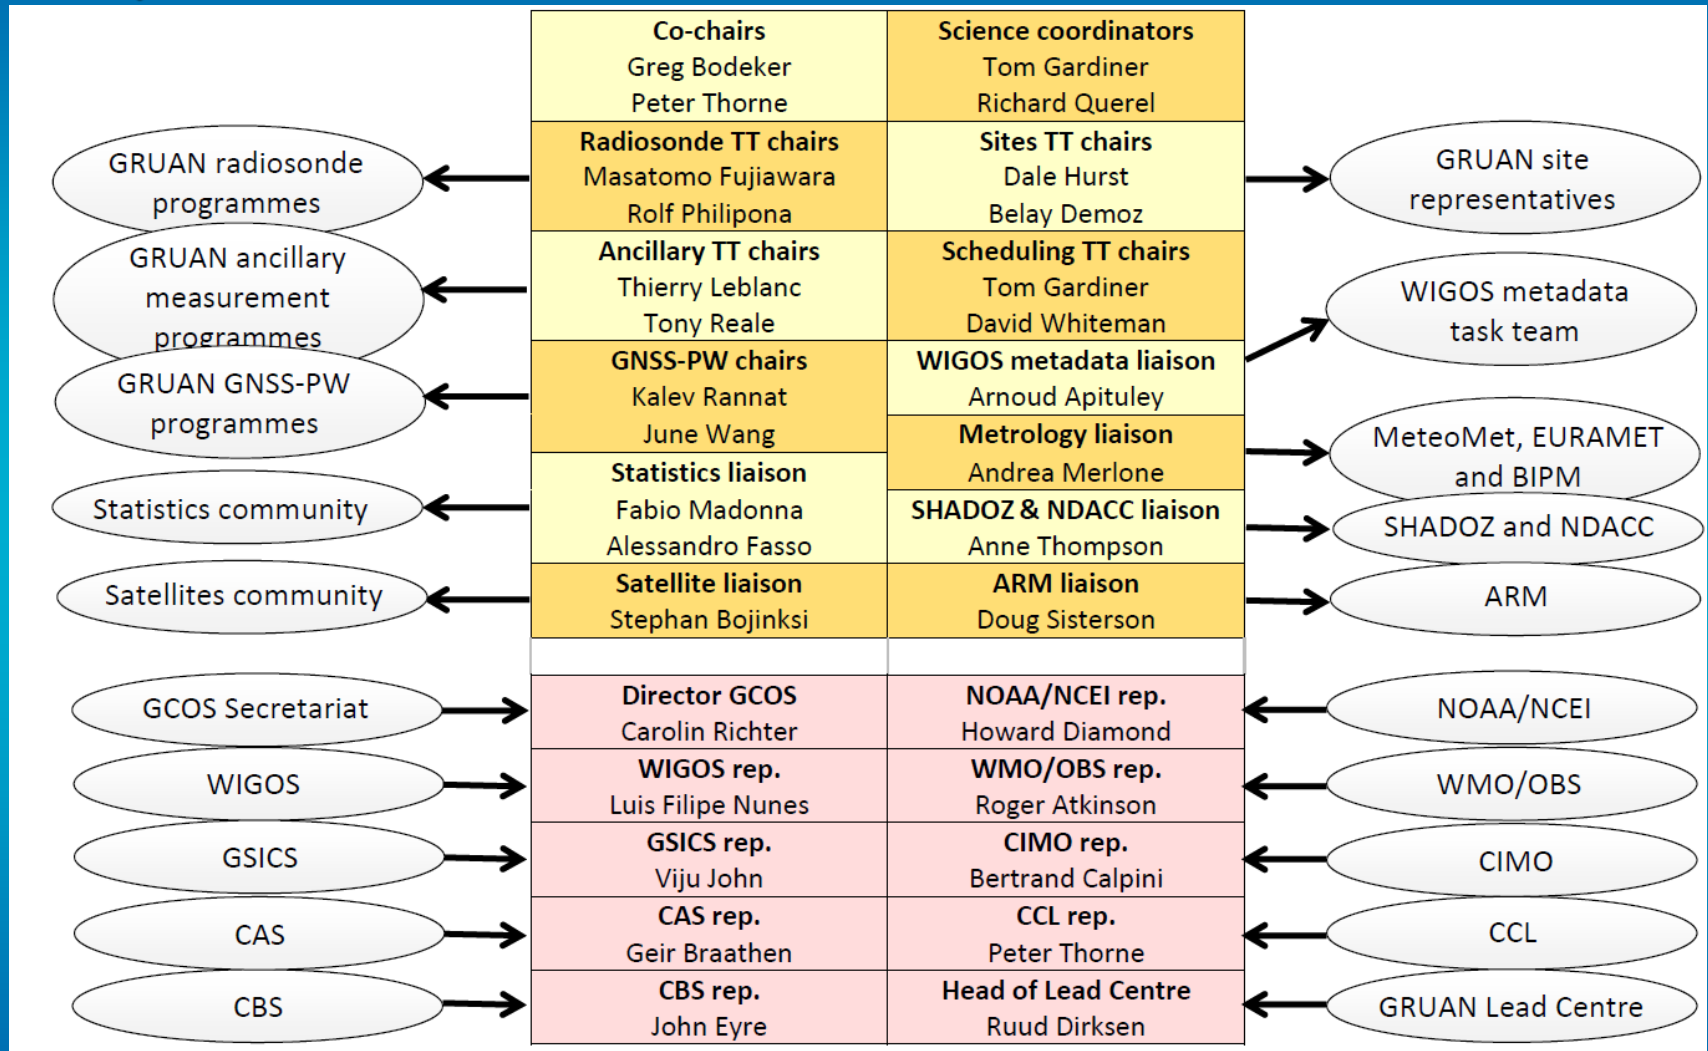 Co-chairs
Greg Bodeker
Peter Thorne
Science coordinators
Tom Gardiner
Richard Querel
GRUAN radiosonde
programmes
Radiosonde TT chairs
Masatomo Fujiawara
Rolf Philipona
Sites TT chairs
Dale Hurst
Belay Demoz
GRUAN site
representatives
GRUAN ancillary
measurement
programmes
Ancillary TT chairs
Thierry Leblanc
Tony Reale
Scheduling TT chairs
Tom Gardiner
David Whiteman
WIGOS metadata
task team
GRUAN GNSS-PW
programmes
GNSS-PW chairs
Kalev Rannat
June Wang
WIGOS metadata liaison
Arnoud Apituley
Metrology liaison
Andrea Merlone
MeteoMet, EURAMET
and BIPM
Statistics community
Statistics liaison
Fabio Madonna
Alessandro Fasso
SHADOZ & NDACC liaison
Anne Thompson
SHADOZ and NDACC
Satellites community
Satellite liaison
Stephan Bojinksi
ARM liaison
Doug Sisterson
ARM
GCOS Secretariat
Director GCOS
Carolin Richter
NOAA/NCEI rep.
Howard Diamond
NOAA/NCEI
WIGOS
WIGOS rep.
Luis Filipe Nunes
WMO/OBS rep.
Roger Atkinson
WMO/OBS
GSICS
GSICS rep.
Viju John
CIMO rep.
Bertrand Calpini
CIMO
CAS
CAS rep.
Geir Braathen
CCL rep.
Peter Thorne
CCL
CBS
CBS rep.
John Eyre
Head of Lead Centre
Ruud Dirksen
GRUAN Lead Centre